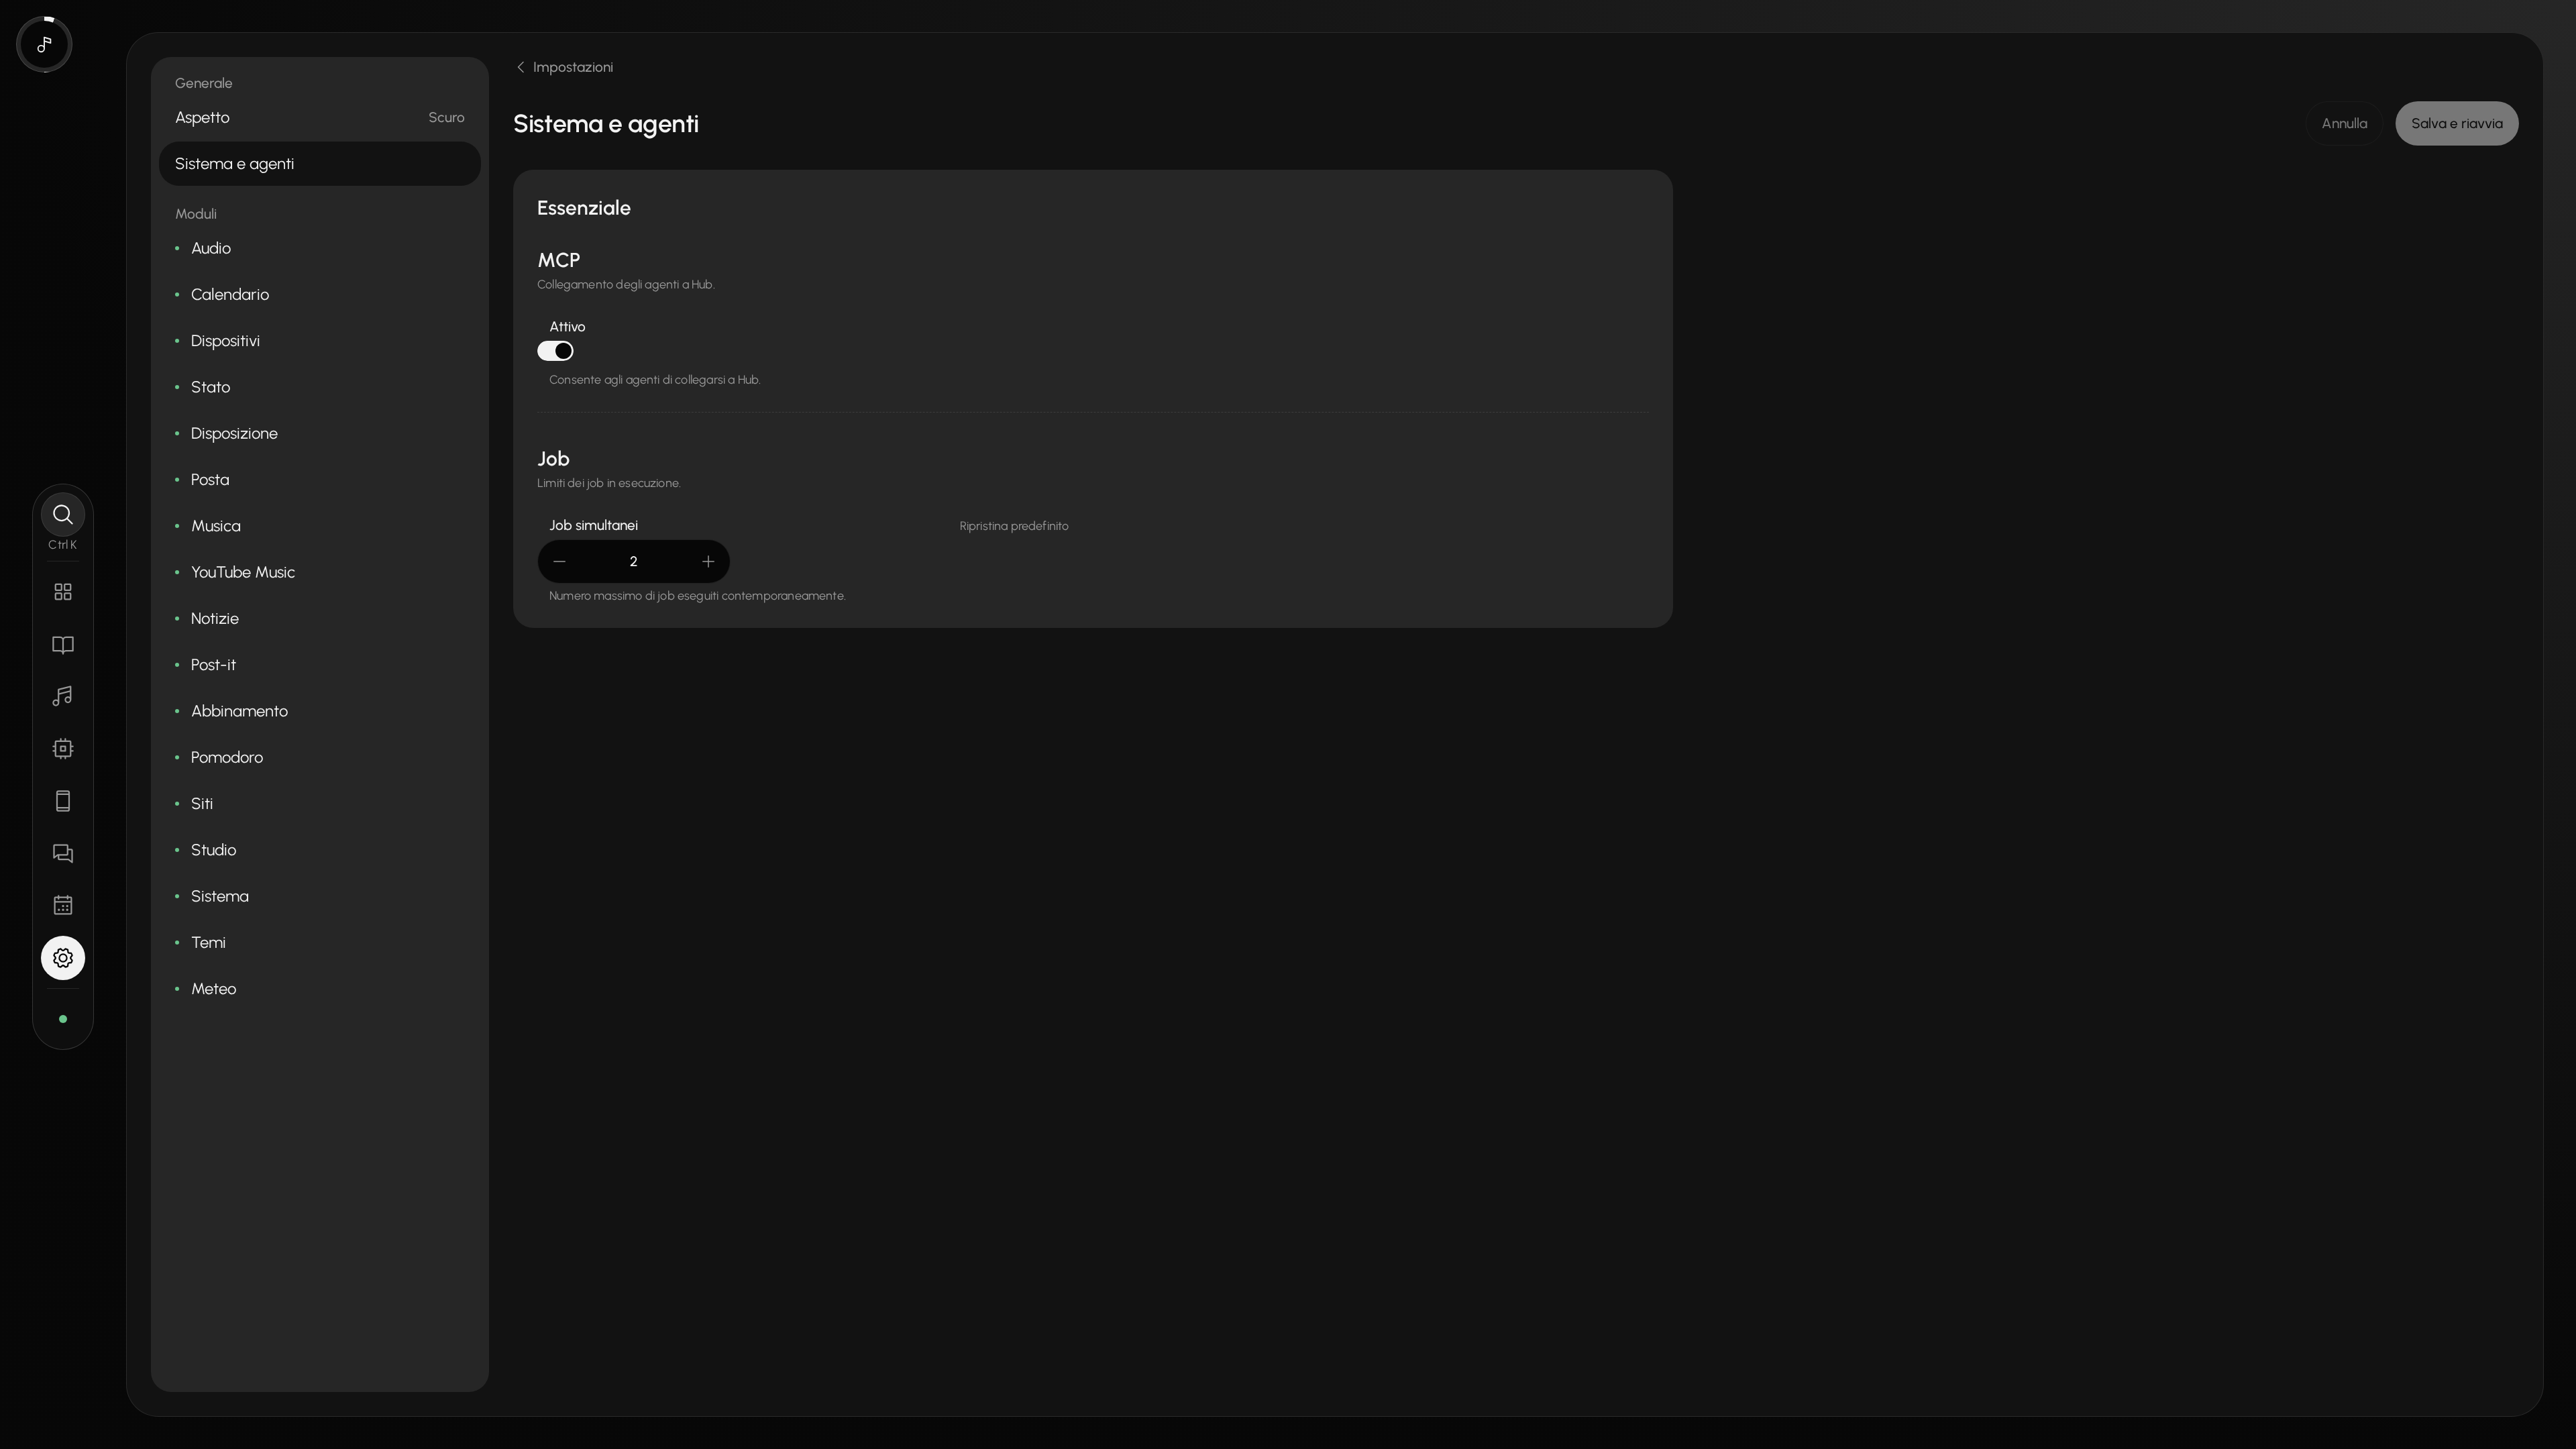 Generale
Aspetto Scuro
Sistema e agenti
Moduli
Audio
Calendario
Dispositivi
Stato
Disposizione
Posta
Musica
YouTube Music
Notizie
Post-it
Abbinamento
Pomodoro
Siti
Studio
Sistema
Temi
Meteo
Ctrl K
Impostazioni
Sistema e agenti
Annulla
Salva e riavvia
Essenziale
MCP
Collegamento degli agenti a Hub.
Attivo
Consente agli agenti di collegarsi a Hub.
Job
Limiti dei job in esecuzione.
Job simultanei
Ripristina predefinito
2
Numero massimo di job eseguiti contemporaneamente.